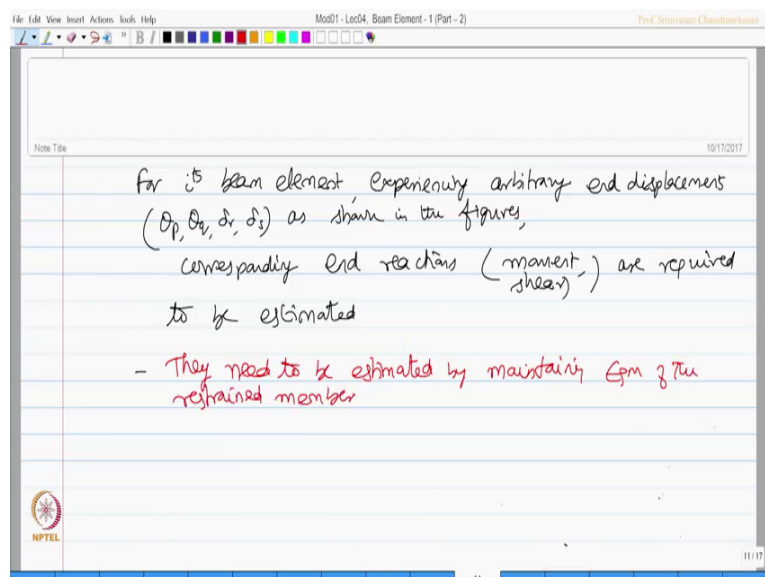 File Edit View Insert Actions Tools Help
Mod01 - Lec04, Beam Element - 1 (Part – 2)
Prof. Srinivasan Chandrasekaran
B I
Note Title
10/17/2017
For ith beam element, experiencing arbitrary end displacement
(θp, θq, δr, δs) as shown in the figures,
corresponding end reactions (moment, shear) are required
to be estimated
- They need to be estimated by maintaining Eqm of the
restrained member
NPTEL
11/17